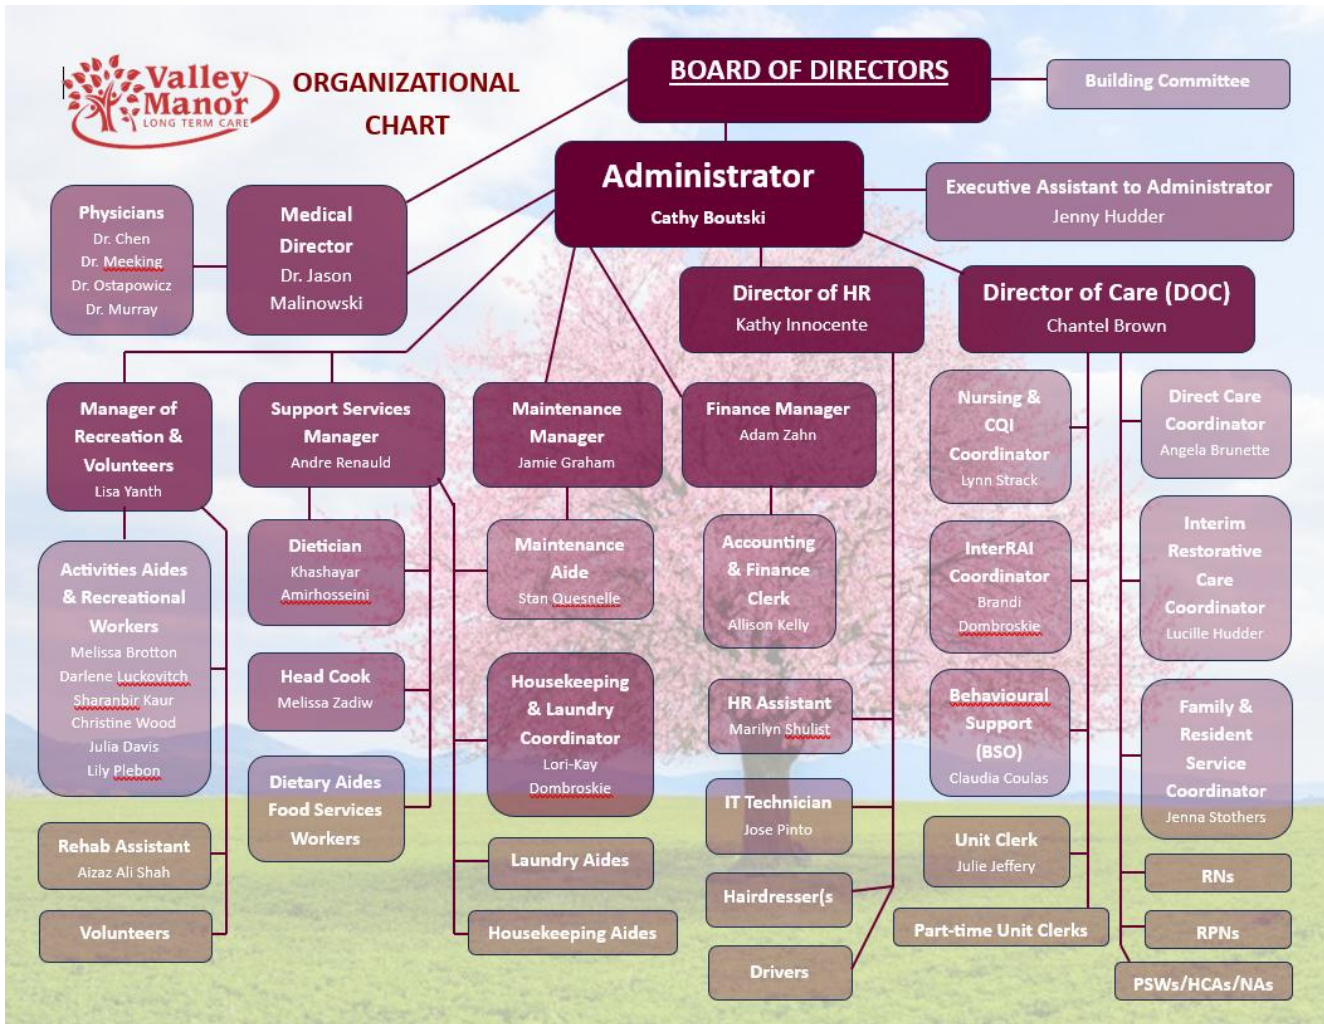 Valley
Manor
LONG TERM CARE
ORGANIZATIONAL
CHART
BOARD OF DIRECTORS
Building Committee
Administrator
Cathy Boutski
Executive Assistant to Administrator
Jenny Hudder
Physicians
Dr. Chen
Dr. Meeking
Dr. Ostapowicz
Dr. Murray
Medical
Director
Dr. Jason
Malinowski
Director of HR
Kathy Innocente
Director of Care (DOC)
Chantel Brown
Manager of
Recreation &
Volunteers
Lisa Yanth
Support Services
Manager
Andre Renauld
Maintenance
Manager
Jamie Graham
Finance Manager
Adam Zahn
Nursing &
CQI
Coordinator
Lynn Strack
Direct Care
Coordinator
Angela Brunette
Activities Aides
& Recreational
Workers
Melissa Brotton
Darlene Luckovitch
Sharanbir Kaur
Christine Wood
Julia Davis
Lily Plebon
Dietician
Khashayar
Amirhosseini
Maintenance
Aide
Stan Quesnelle
Accounting
& Finance
Clerk
Allison Kelly
InterRAI
Coordinator
Brandi
Dombroskie
Interim
Restorative
Care
Coordinator
Lucille Hudder
Head Cook
Melissa Zadiw
Housekeeping
& Laundry
Coordinator
Lori-Kay
Dombroskie
HR Assistant
Marilyn Shulist
Behavioural
Support
(BSO)
Claudia Coulas
Family &
Resident
Service
Coordinator
Jenna Stothers
Dietary Aides
Food Services
Workers
IT Technician
Jose Pinto
Rehab Assistant
Aizaz Ali Shah
Laundry Aides
Unit Clerk
Julie Jeffery
RNs
Hairdresser(s
Volunteers
Housekeeping Aides
Part-time Unit Clerks
RPNs
Drivers
PSWs/HCAs/NAs